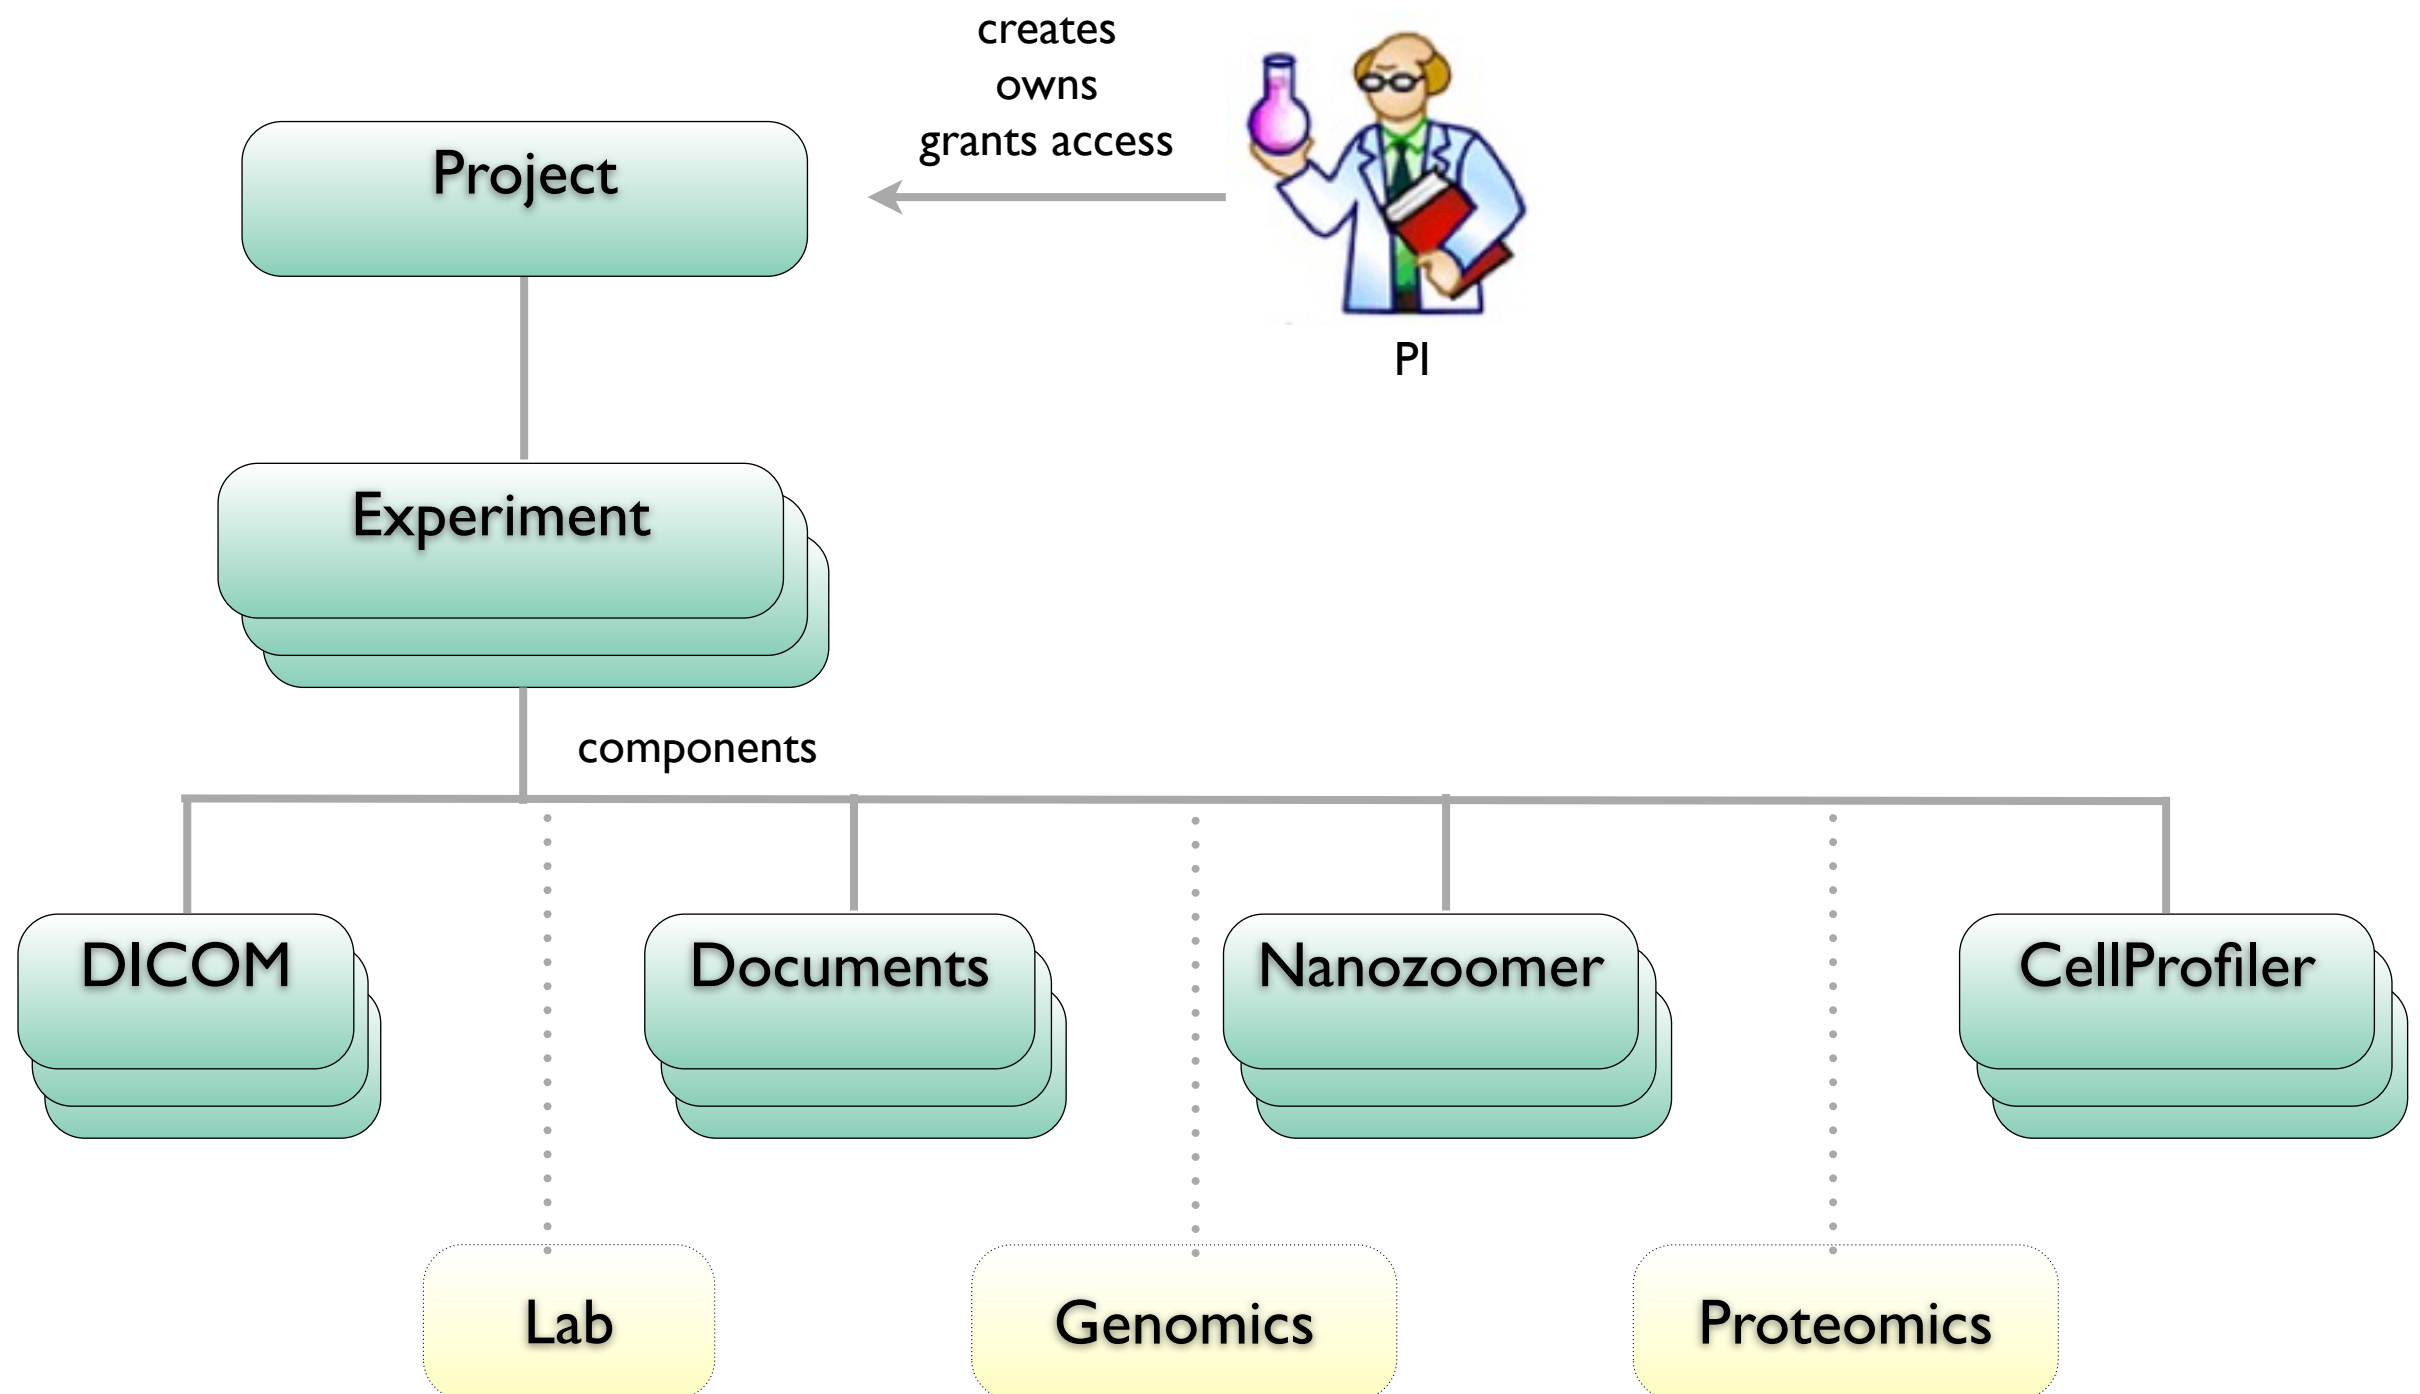 creates
owns
grants access
Project
PI
Experiment
components
DICOM
Documents
Nanozoomer
CellProfiler
Lab
Genomics
Proteomics